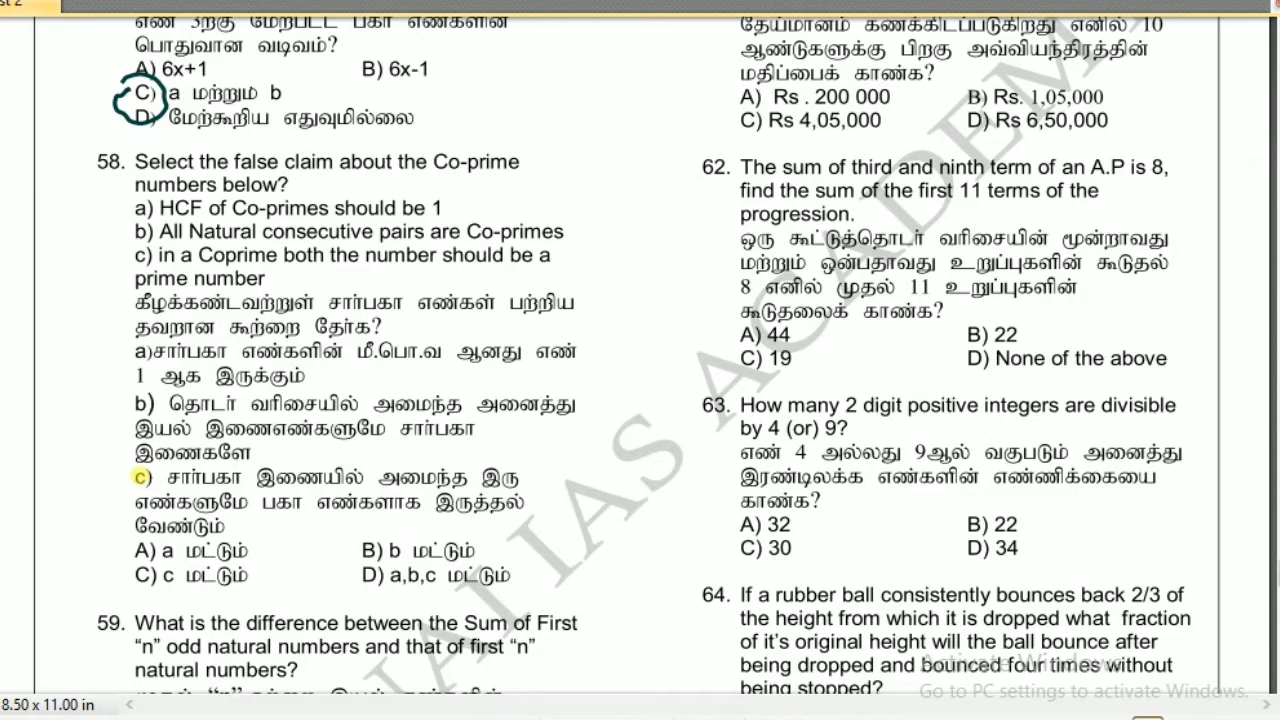 எண் 3ற்கு மேற்பட்ட பகா எண்களின்
பொதுவான வடிவம்?
A) 6x+1 B) 6x-1
C) a மற்றும் b
D) மேற்கூறிய எதுவுமில்லை
58. Select the false claim about the Co-prime
numbers below?
a) HCF of Co-primes should be 1
b) All Natural consecutive pairs are Co-primes
c) in a Coprime both the number should be a
prime number
கீழ்க்கண்டவற்றுள் சார்பகா எண்கள் பற்றிய
தவறான கூற்றை தேர்க?
a)சார்பகா எண்களின் மீ.பொ.வ ஆனது எண்
1 ஆக இருக்கும்
b) தொடர் வரிசையில் அமைந்த அனைத்து
இயல் இணைஎண்களுமே சார்பகா
இணைகளே
c) சார்பகா இணையில் அமைந்த இரு
எண்களுமே பகா எண்களாக இருத்தல்
வேண்டும்
A) a மட்டும் B) b மட்டும்
C) c மட்டும் D) a,b,c மட்டும்
59. What is the difference between the Sum of First
“n” odd natural numbers and that of first “n”
natural numbers?
தேய்மானம் கணக்கிடப்படுகிறது எனில் 10
ஆண்டுகளுக்கு பிறகு அவ்வியந்திரத்தின்
மதிப்பைக் காண்க?
A) Rs . 200 000 B) Rs. 1,05,000
C) Rs 4,05,000 D) Rs 6,50,000
62. The sum of third and ninth term of an A.P is 8,
find the sum of the first 11 terms of the
progression.
ஒரு கூட்டுத்தொடர் வரிசையின் மூன்றாவது
மற்றும் ஒன்பதாவது உறுப்புகளின் கூடுதல்
8 எனில் முதல் 11 உறுப்புகளின்
கூடுதலைக் காண்க?
A) 44 B) 22
C) 19 D) None of the above
63. How many 2 digit positive integers are divisible
by 4 (or) 9?
எண் 4 அல்லது 9ஆல் வகுபடும் அனைத்து
இரண்டிலக்க எண்களின் எண்ணிக்கையை
காண்க?
A) 32 B) 22
C) 30 D) 34
64. If a rubber ball consistently bounces back 2/3 of
the height from which it is dropped what fraction
of it’s original height will the ball bounce after
being dropped and bounced four times without
being stopped?
Activate Windows
Go to PC settings to activate Windows.
8.50 x 11.00 in
IAS ACADEM